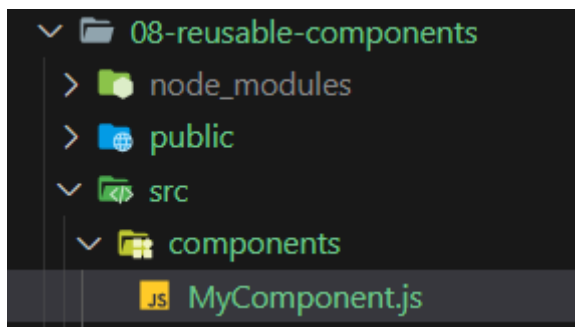 08-reusable-components
node_modules
public
src
components
JS MyComponent.js